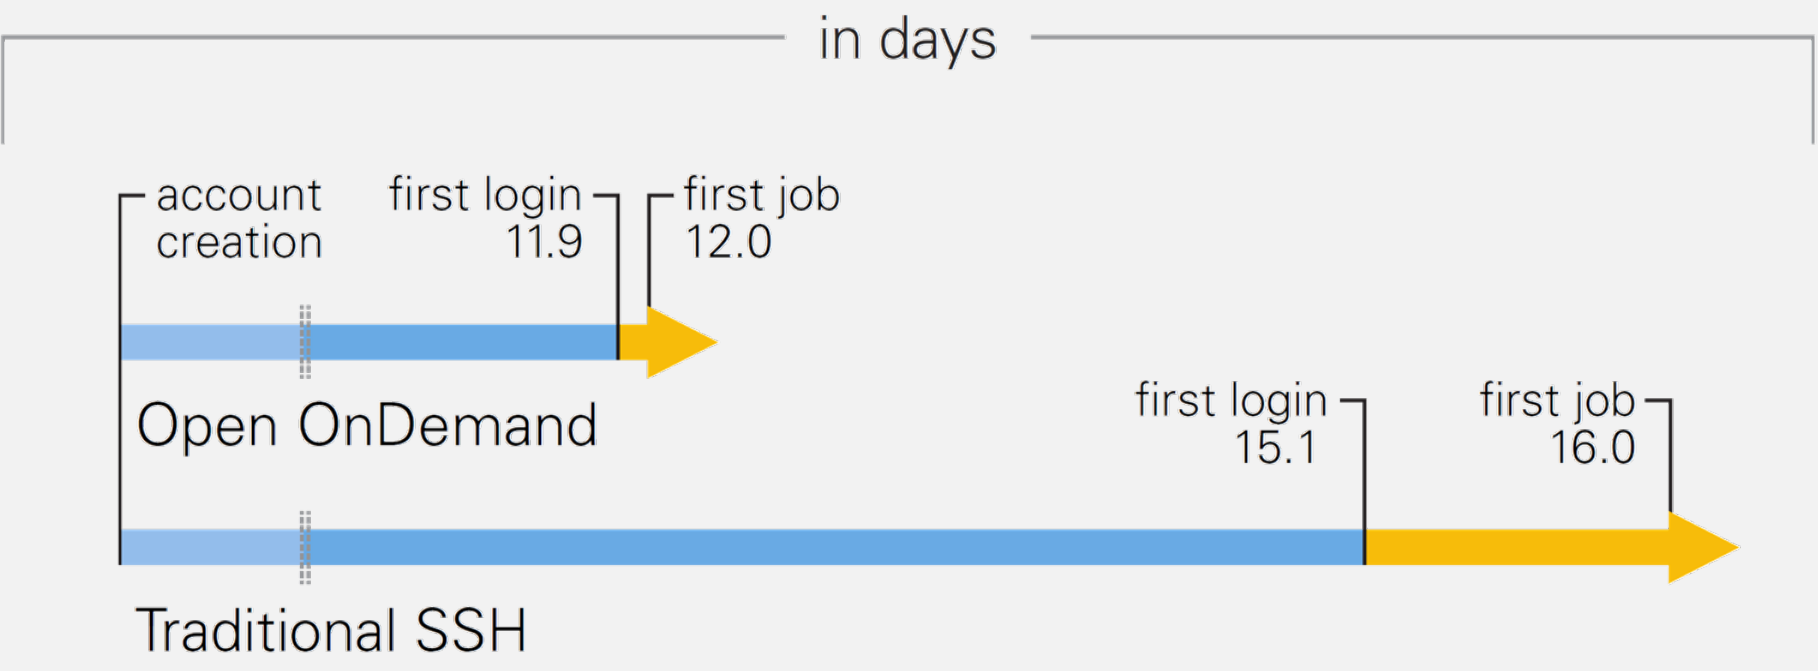 in days
account
creation
first login
11.9
first job
12.0
Open OnDemand
first login
15.1
first job
16.0
Traditional SSH